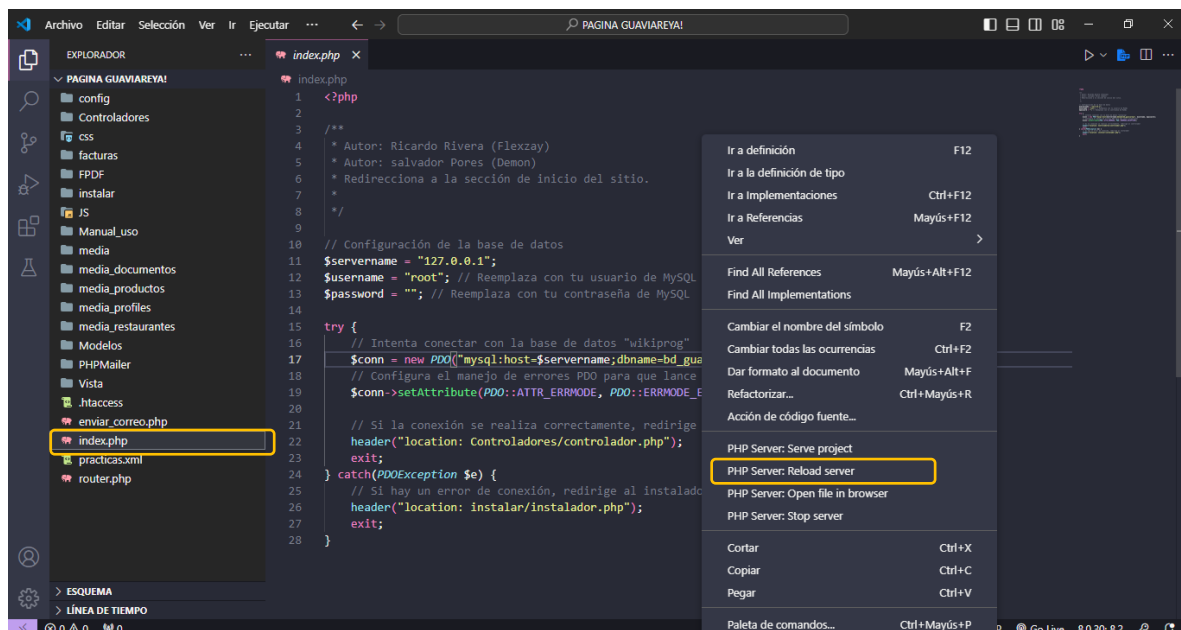 Archivo Editar Selección Ver Ir Ejecutar ··· PAGINA GUAVIAREYA!
EXPLORADOR ···
PAGINA GUAVIAREYA!
config
Controladores
css
facturas
FPDF
instalar
JS
Manual_uso
media
media_documentos
media_productos
media_profiles
media_restaurantes
Modelos
PHPMailer
Vista
.htaccess
enviar_correo.php
index.php
practicas.xml
router.php
ESQUEMA
LÍNEA DE TIEMPO
index.php
index.php
1 <?php
2
3 /**
4 * Autor: Ricardo Rivera (Flexzay)
5 * Autor: salvador Pores (Demon)
6 * Redirecciona a la sección de inicio del sitio.
7 *
8 */
9
10 // Configuración de la base de datos
11 $servername = "127.0.0.1";
12 $username = "root"; // Reemplaza con tu usuario de MySQL
13 $password = ""; // Reemplaza con tu contraseña de MySQL
14
15 try {
16 // Intenta conectar con la base de datos "wikiprog"
17 $conn = new PDO("mysql:host=$servername;dbname=bd_gua
18 // Configura el manejo de errores PDO para que lance
19 $conn->setAttribute(PDO::ATTR_ERRMODE, PDO::ERRMODE_E
20
21 // Si la conexión se realiza correctamente, redirige
22 header("location: Controladores/controlador.php");
23 exit;
24 } catch(PDOException $e) {
25 // Si hay un error de conexión, redirige al instalado
26 header("location: instalar/instalador.php");
27 exit;
28 }
Ir a definición F12
Ir a la definición de tipo
Ir a Implementaciones Ctrl+F12
Ir a Referencias Mayús+F12
Ver
Find All References Mayús+Alt+F12
Find All Implementations
Cambiar el nombre del símbolo F2
Cambiar todas las ocurrencias Ctrl+F2
Dar formato al documento Mayús+Alt+F
Refactorizar... Ctrl+Mayús+R
Acción de código fuente...
PHP Server: Serve project
PHP Server: Reload server
PHP Server: Open file in browser
PHP Server: Stop server
Cortar Ctrl+X
Copiar Ctrl+C
Pegar Ctrl+V
Paleta de comandos... Ctrl+Mayús+P
0 0 0 Go Live